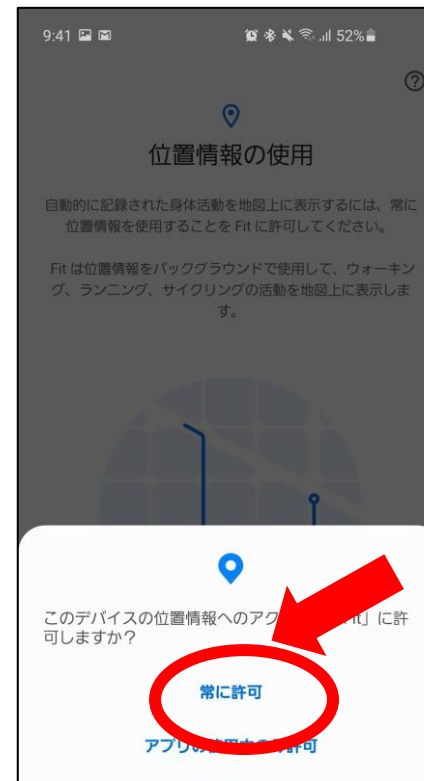 9:41 52%
位置情報の使用
自動的に記録された身体活動を地図上に表示するには、常に
位置情報を使用することを Fit に許可してください。
Fit は位置情報をバックグラウンドで使用して、ウォーキン
グ、ランニング、サイクリングの活動を地図上に表示しま
す。
このデバイスの位置情報へのアク it」に許
可しますか？
常に許可
アプリの使用中の 許可